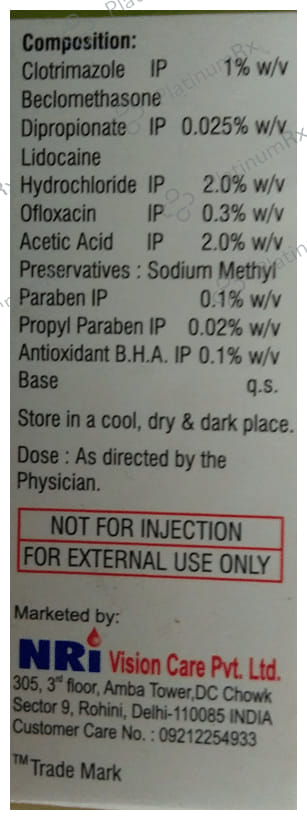 Composition:
Clotrimazole IP 1% w/v
Beclomethasone
Dipropionate IP 0.025% w/v
Lidocaine
Hydrochloride IP 2.0% w/v
Ofloxacin IP 0.3% w/v
Acetic Acid IP 2.0% w/v
Preservatives : Sodium Methyl
Paraben IP 0.1% w/v
Propyl Paraben IP 0.02% w/v
Antioxidant B.H.A. IP 0.1% w/v
Base q.s.
Store in a cool, dry & dark place.
Dose : As directed by the
Physician.
NOT FOR INJECTION
FOR EXTERNAL USE ONLY
Marketed by:
NRI Vision Care Pvt. Ltd.
305, 3rd floor, Amba Tower,DC Chowk
Sector 9, Rohini, Delhi-110085 INDIA
Customer Care No. : 09212254933
TM Trade Mark
PlatinumRx